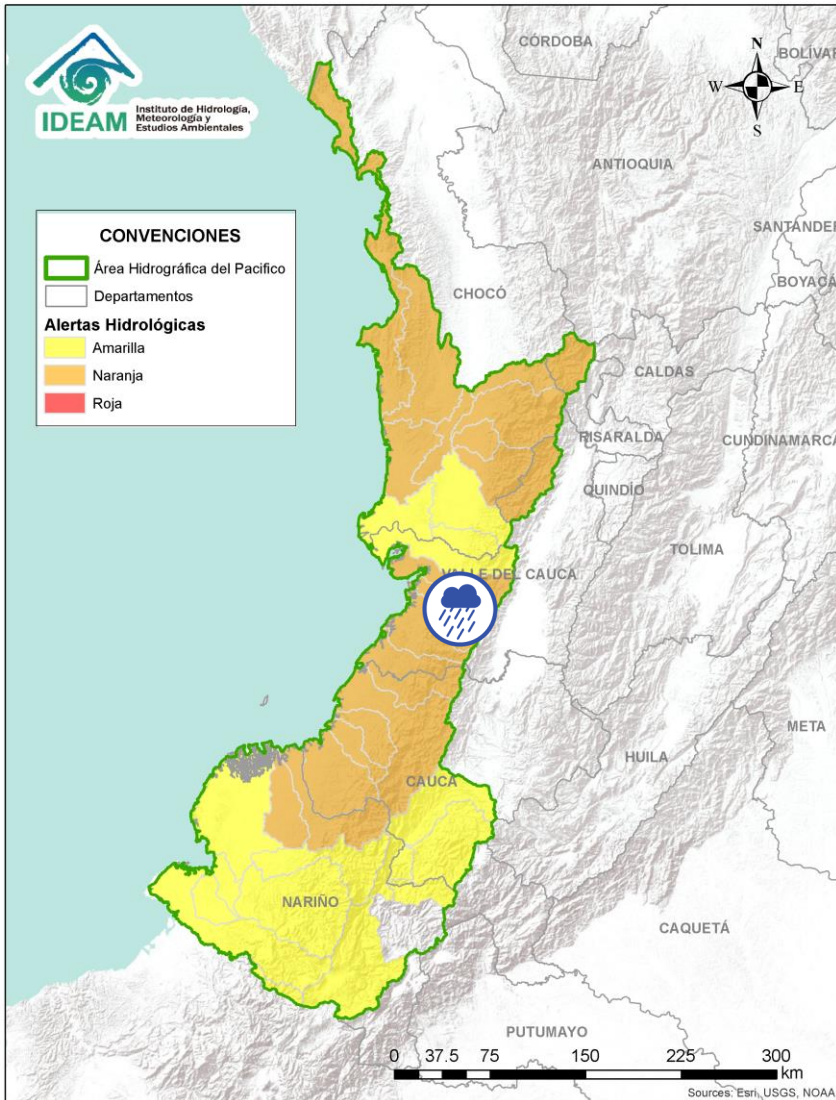 IDEAM
Instituto de Hidrología,
Meteorología y
Estudios Ambientales
N
W
E
S
CONVENCIONES
Área Hidrográfica del Pacifico
Departamentos
Alertas Hidrológicas
Amarilla
Naranja
Roja
CÓRDOBA
BOLÍVAR
ANTIOQUIA
SANTANDER
BOYACÁ
CHOCÓ
CALDAS
RISARALDA
CUNDINAMARCA
QUINDÍO
TOLIMA
VALLE DEL CAUCA
META
HUILA
CAUCA
NARIÑO
CAQUETÁ
PUTUMAYO
0 37.5 75 150 225 300
km
Sources: Esri, USGS, NOAA